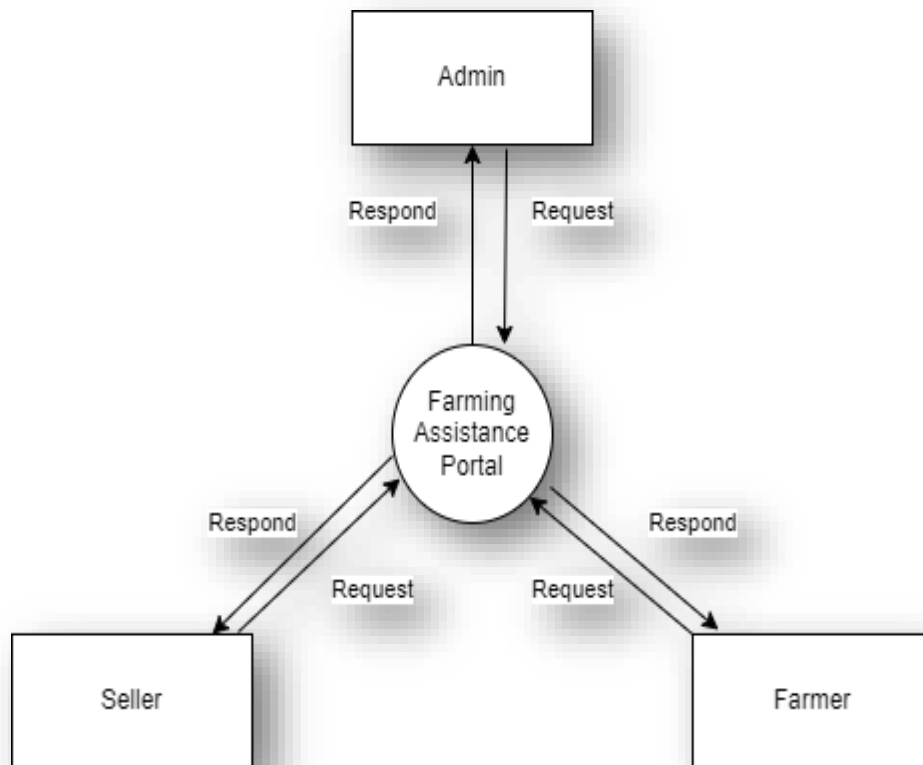 Admin
Respond
Request
Farming
Assistance
Portal
Respond
Respond
Request
Request
Seller
Farmer